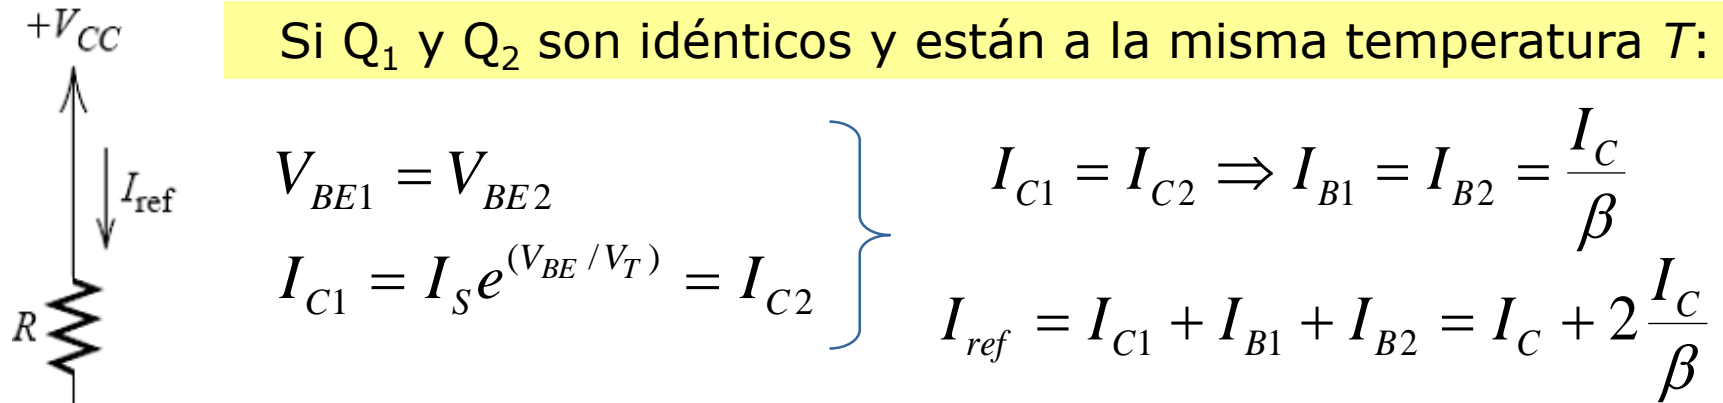 +V_CC
Si Q₁ y Q₂ son idénticos y están a la misma temperatura T:
I_ref
R
V_BE1 = V_BE2
I_C1 = I_S e^(V_BE / V_T) = I_C2
I_C1 = I_C2 ⇒ I_B1 = I_B2 = I_C / β
I_ref = I_C1 + I_B1 + I_B2 = I_C + 2 I_C / β